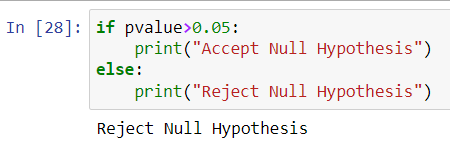 In [28]: if pvalue>0.05:
    print("Accept Null Hypothesis")
else:
    print("Reject Null Hypothesis")
Reject Null Hypothesis